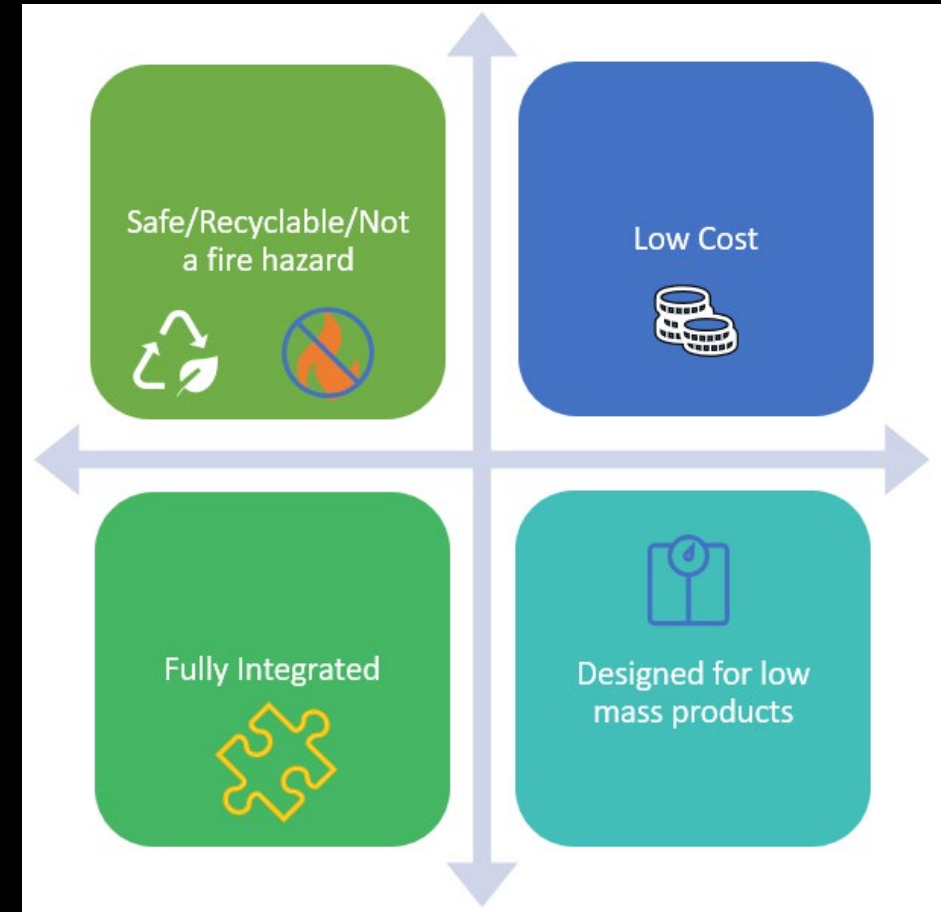 Safe/Recyclable/Not
a fire hazard
Low Cost
Fully Integrated
Designed for low
mass products